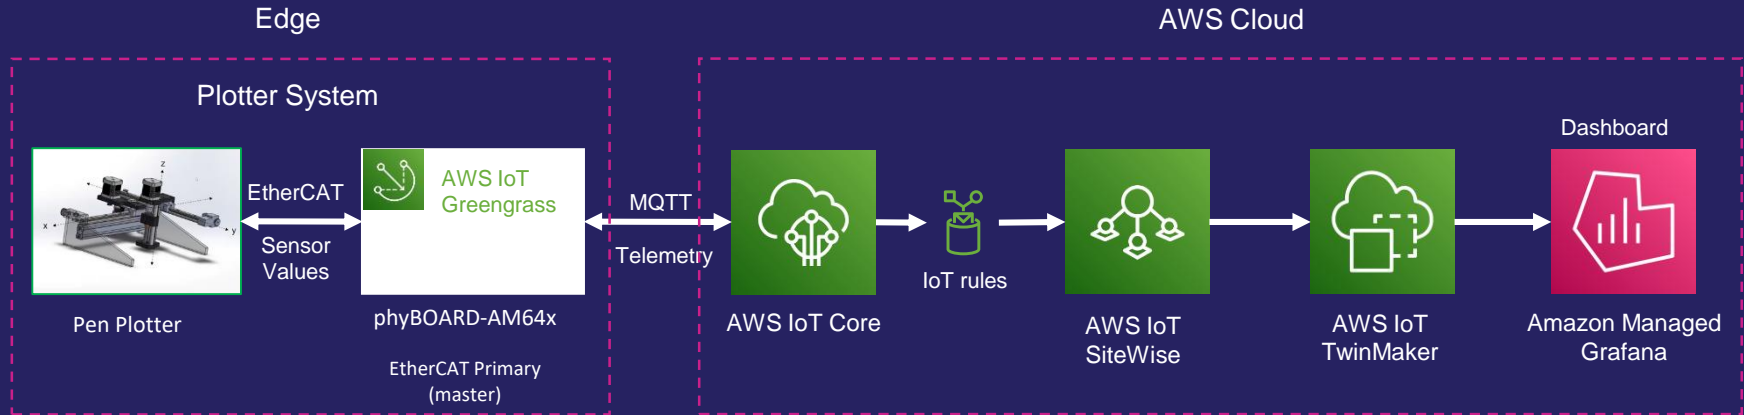 Edge
AWS Cloud
Plotter System
Dashboard
z
x
y
EtherCAT
Sensor
Values
AWS IoT
Greengrass
MQTT
Telemetry
IoT rules
Pen Plotter
phyBOARD-AM64x
EtherCAT Primary
(master)
AWS IoT Core
AWS IoT
SiteWise
AWS IoT
TwinMaker
Amazon Managed
Grafana